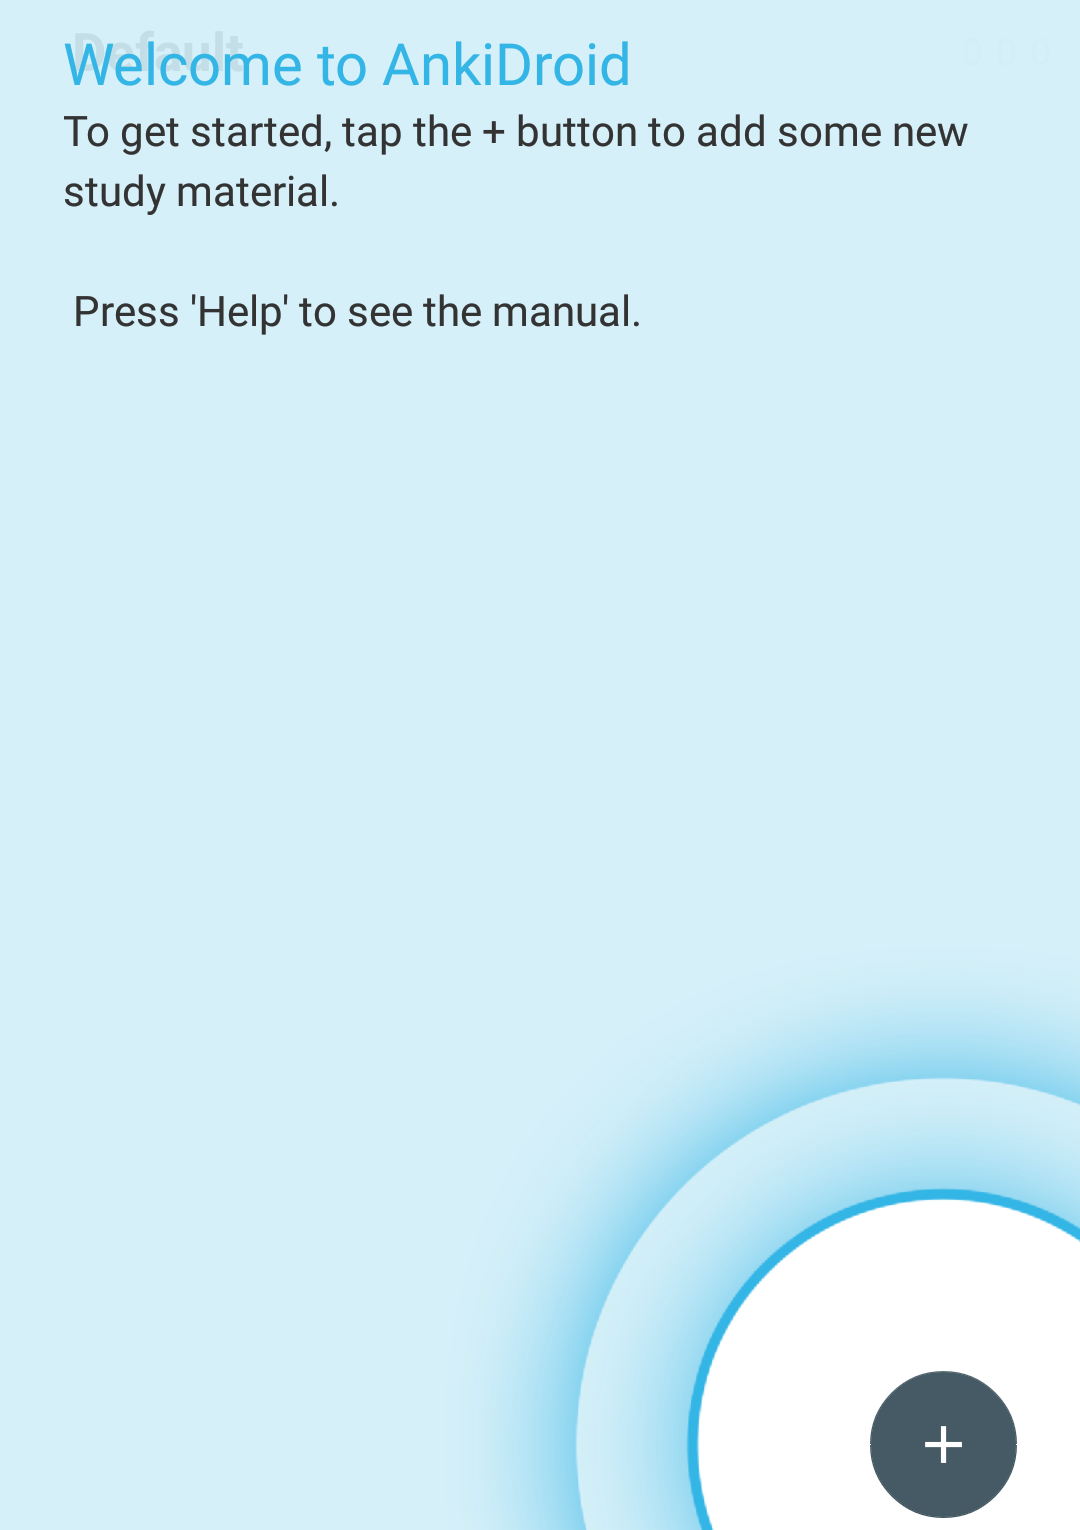 Default 0 0 0
Welcome to AnkiDroid
To get started, tap the + button to add some new
study material.
Press 'Help' to see the manual.
+